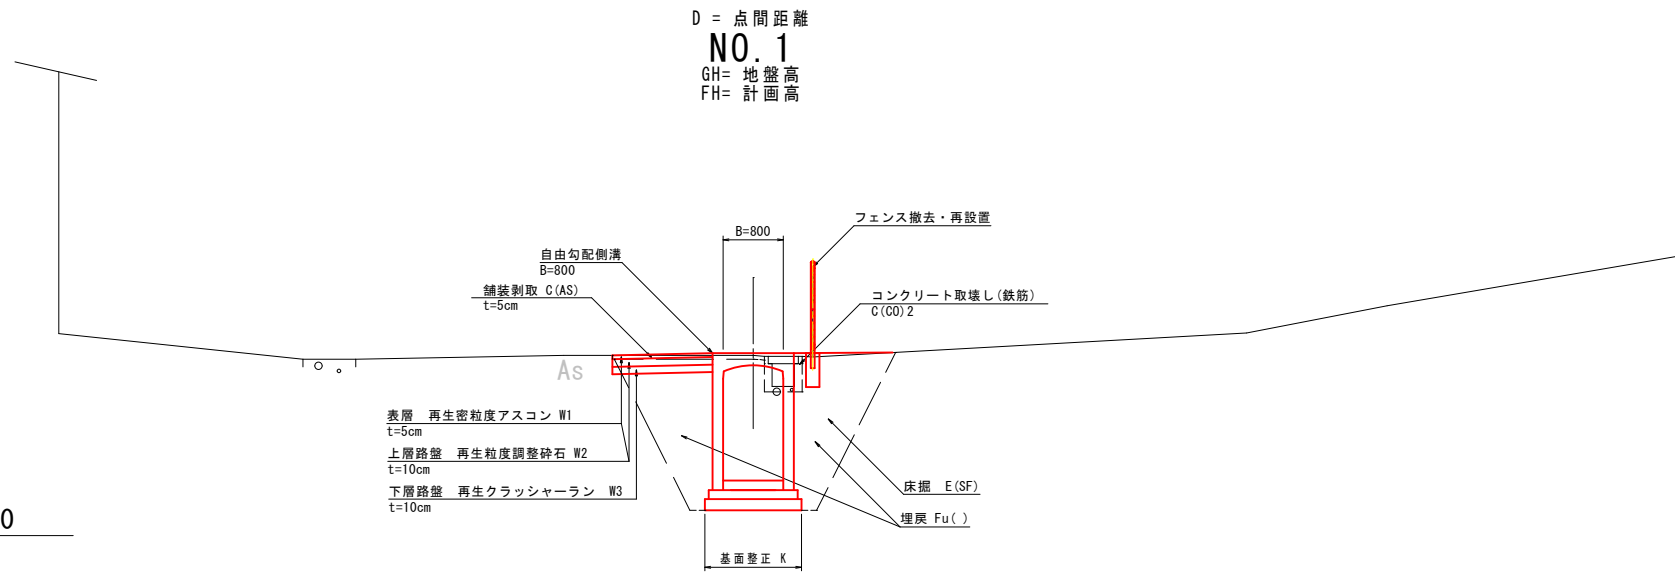 D = 点間距離
NO.1
GH= 地盤高
FH= 計画高
フェンス撤去・再設置
B=800
自由勾配側溝
B=800
舗装剥取 C(AS)
t=5cm
コンクリート取壊し(鉄筋)
C(CO)2
As
表層 再生密粒度アスコン W1
t=5cm
上層路盤 再生粒度調整砕石 W2
t=10cm
下層路盤 再生クラッシャーラン W3
t=10cm
床掘 E(SF)
埋戻 Fu( )
0
基面整正 K